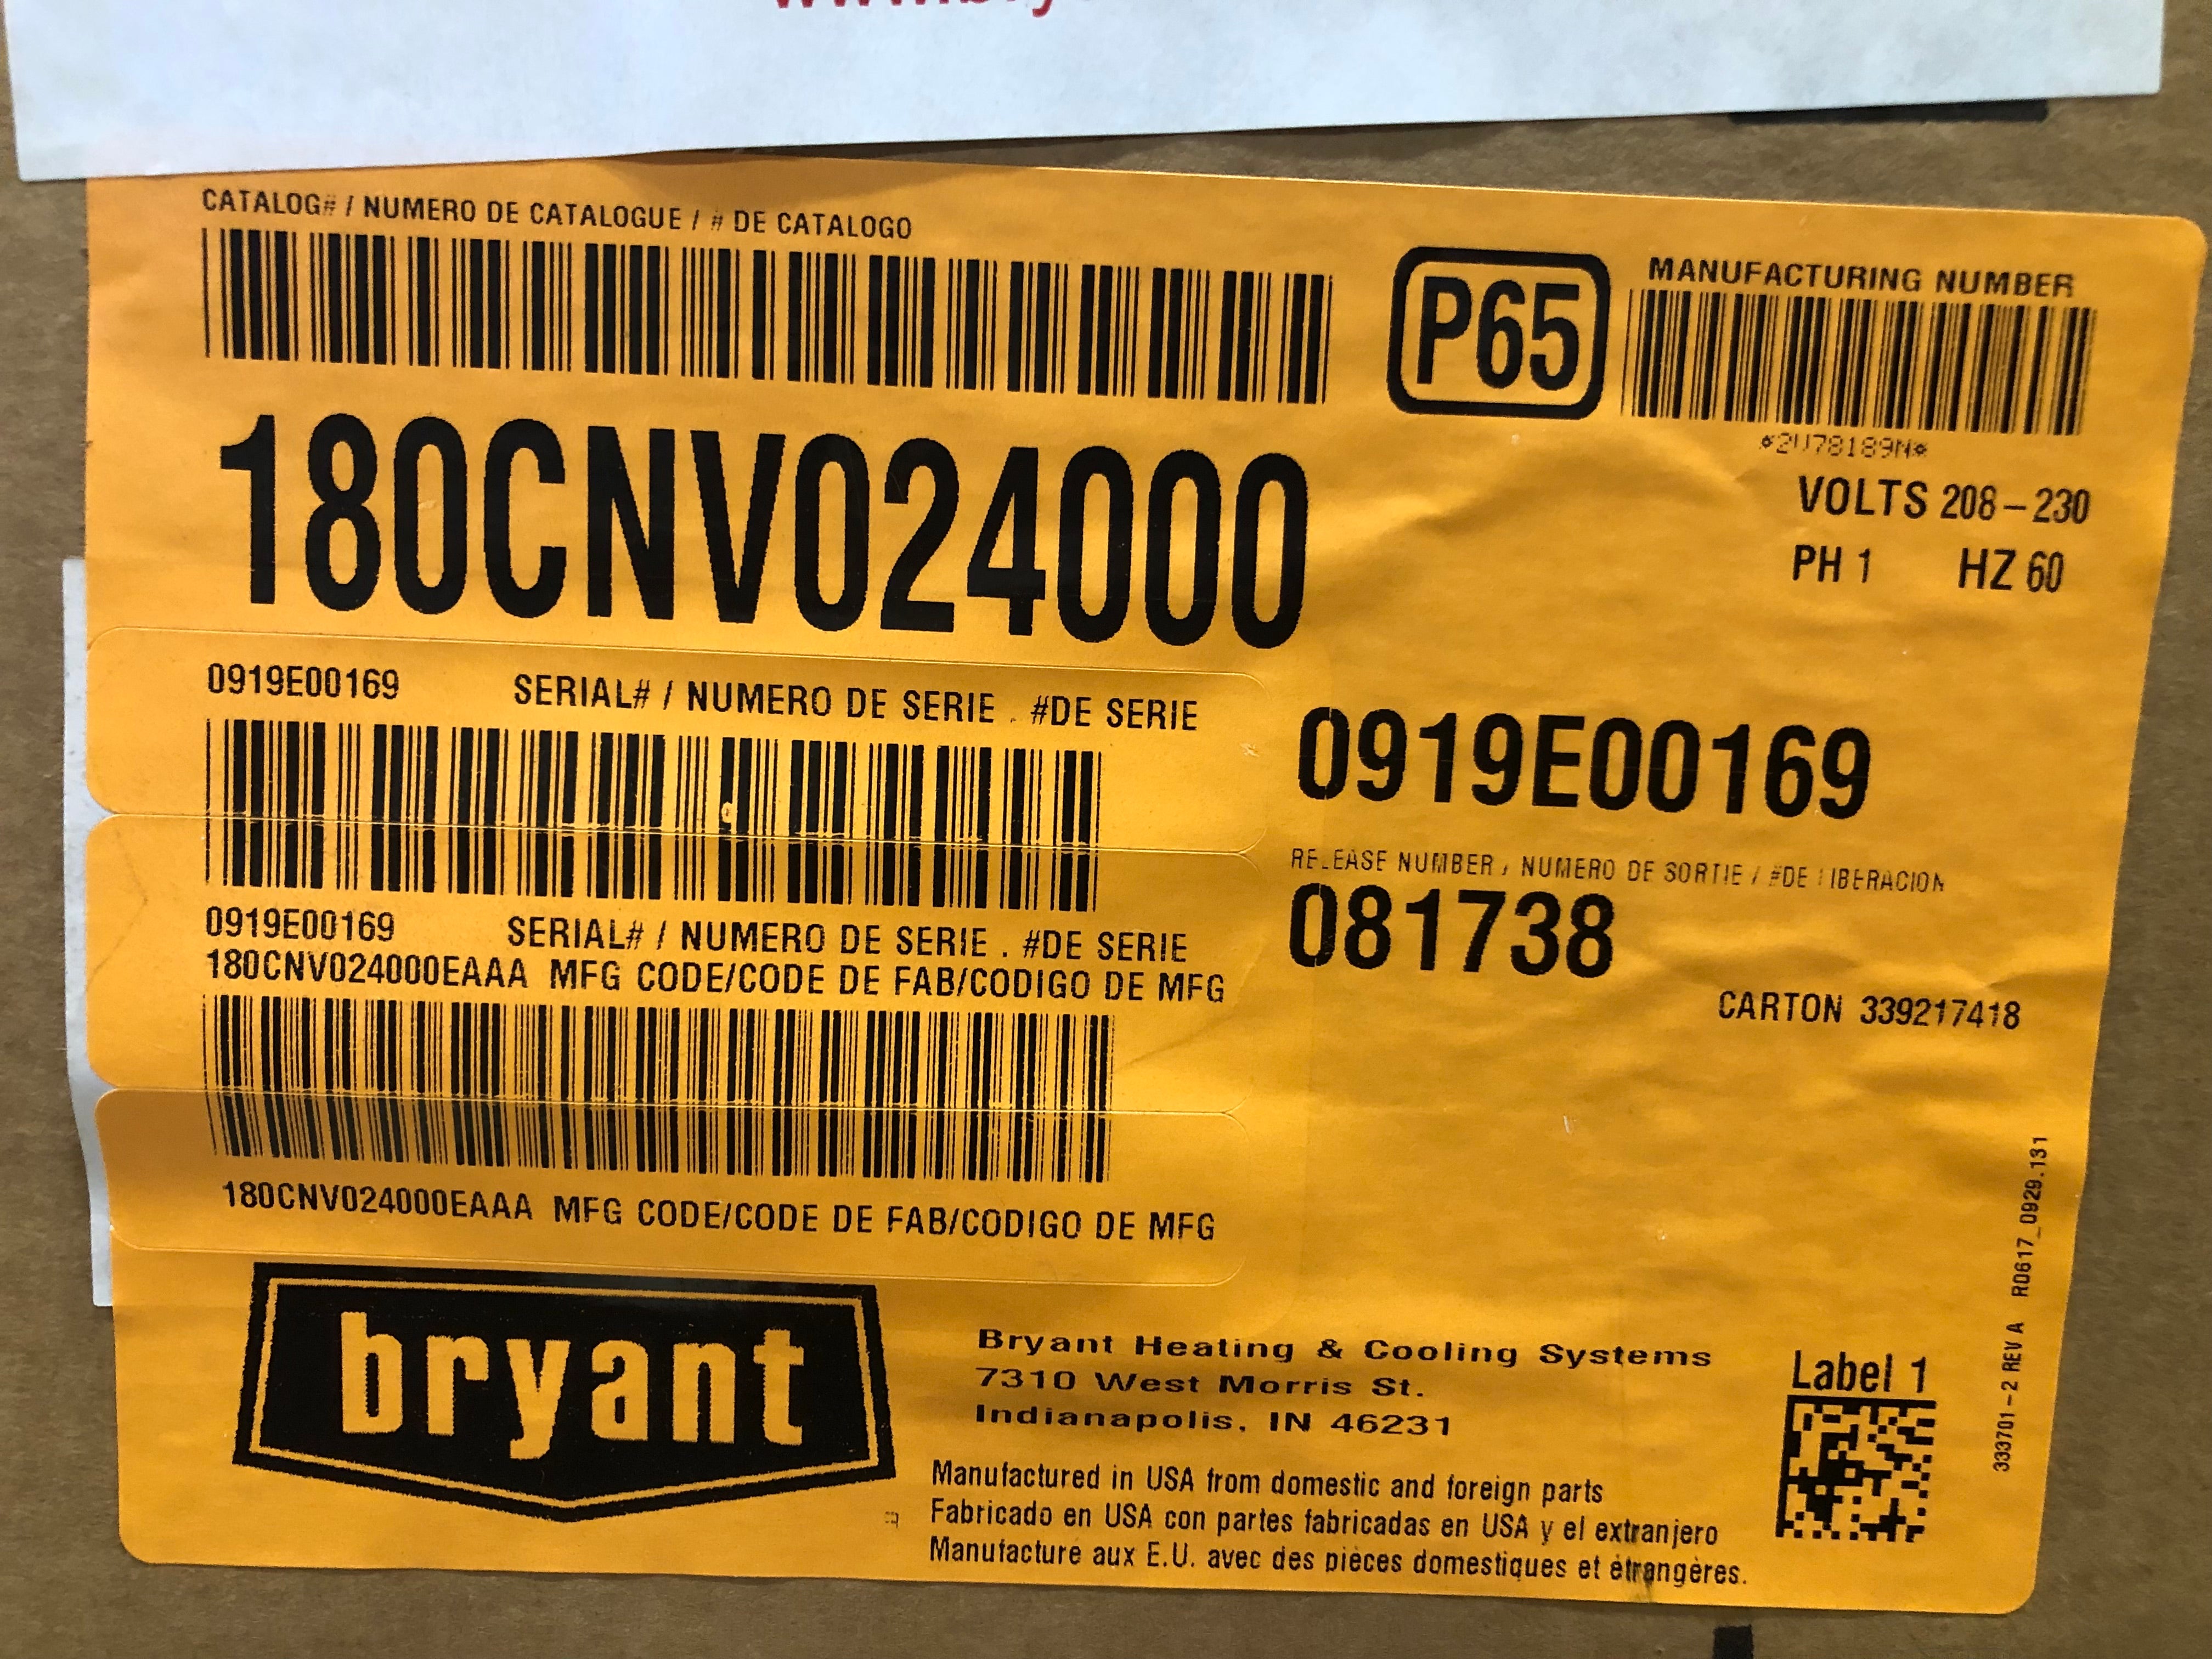 CATALOG# / NUMERO DE CATALOGUE / # DE CATALOGO
180CNV024000
P65
MANUFACTURING NUMBER
VOLTS 208-230
PH 1 HZ 60
0919E00169 SERIAL# / NUMERO DE SERIE . #DE SERIE
0919E00169
RELEASE NUMBER / NUMERO DE SORTIE / #DE LIBERACION
081738
CARTON 339217418
0919E00169 SERIAL# / NUMERO DE SERIE . #DE SERIE
180CNV024000EAAA MFG CODE/CODE DE FAB/CODIGO DE MFG
180CNV024000EAAA MFG CODE/CODE DE FAB/CODIGO DE MFG
bryant
Bryant Heating & Cooling Systems
7310 West Morris St.
Indianapolis, IN 46231
Manufactured in USA from domestic and foreign parts
Fabricado en USA con partes fabricadas en USA y el extranjero
Manufacturé aux E.U. avec des pièces domestiques et étrangères.
Label 1
333701-2 REV A R0617_0929.131